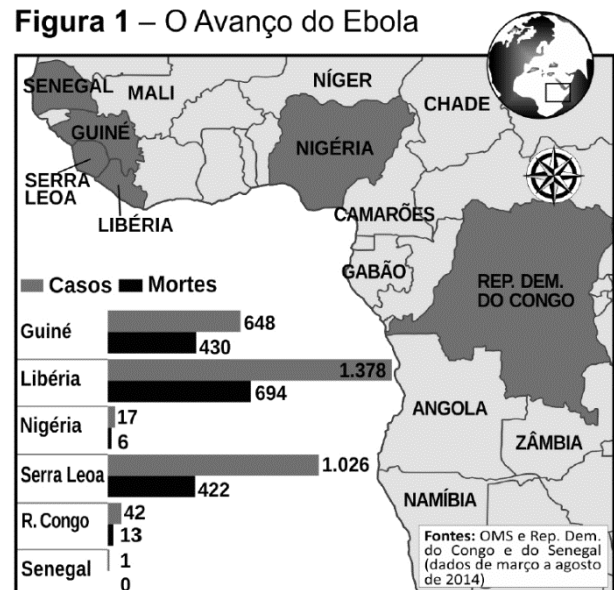 Figura 1 – O Avanço do Ebola
SENEGAL
MALI
NÍGER
CHADE
GUINÉ
NIGÉRIA
SERRA
LEOA
LIBÉRIA
CAMARÕES
GABÃO
REP. DEM.
DO CONGO
Casos Mortes
Guiné 648
430
Libéria 1.378
694
Nigéria 17
6
Serra Leoa 1.026
422
R. Congo 42
13
Senegal 1
0
ANGOLA
ZÂMBIA
NAMÍBIA
Fontes: OMS e Rep. Dem.
do Congo e do Senegal
(dados de março a agosto
de 2014)